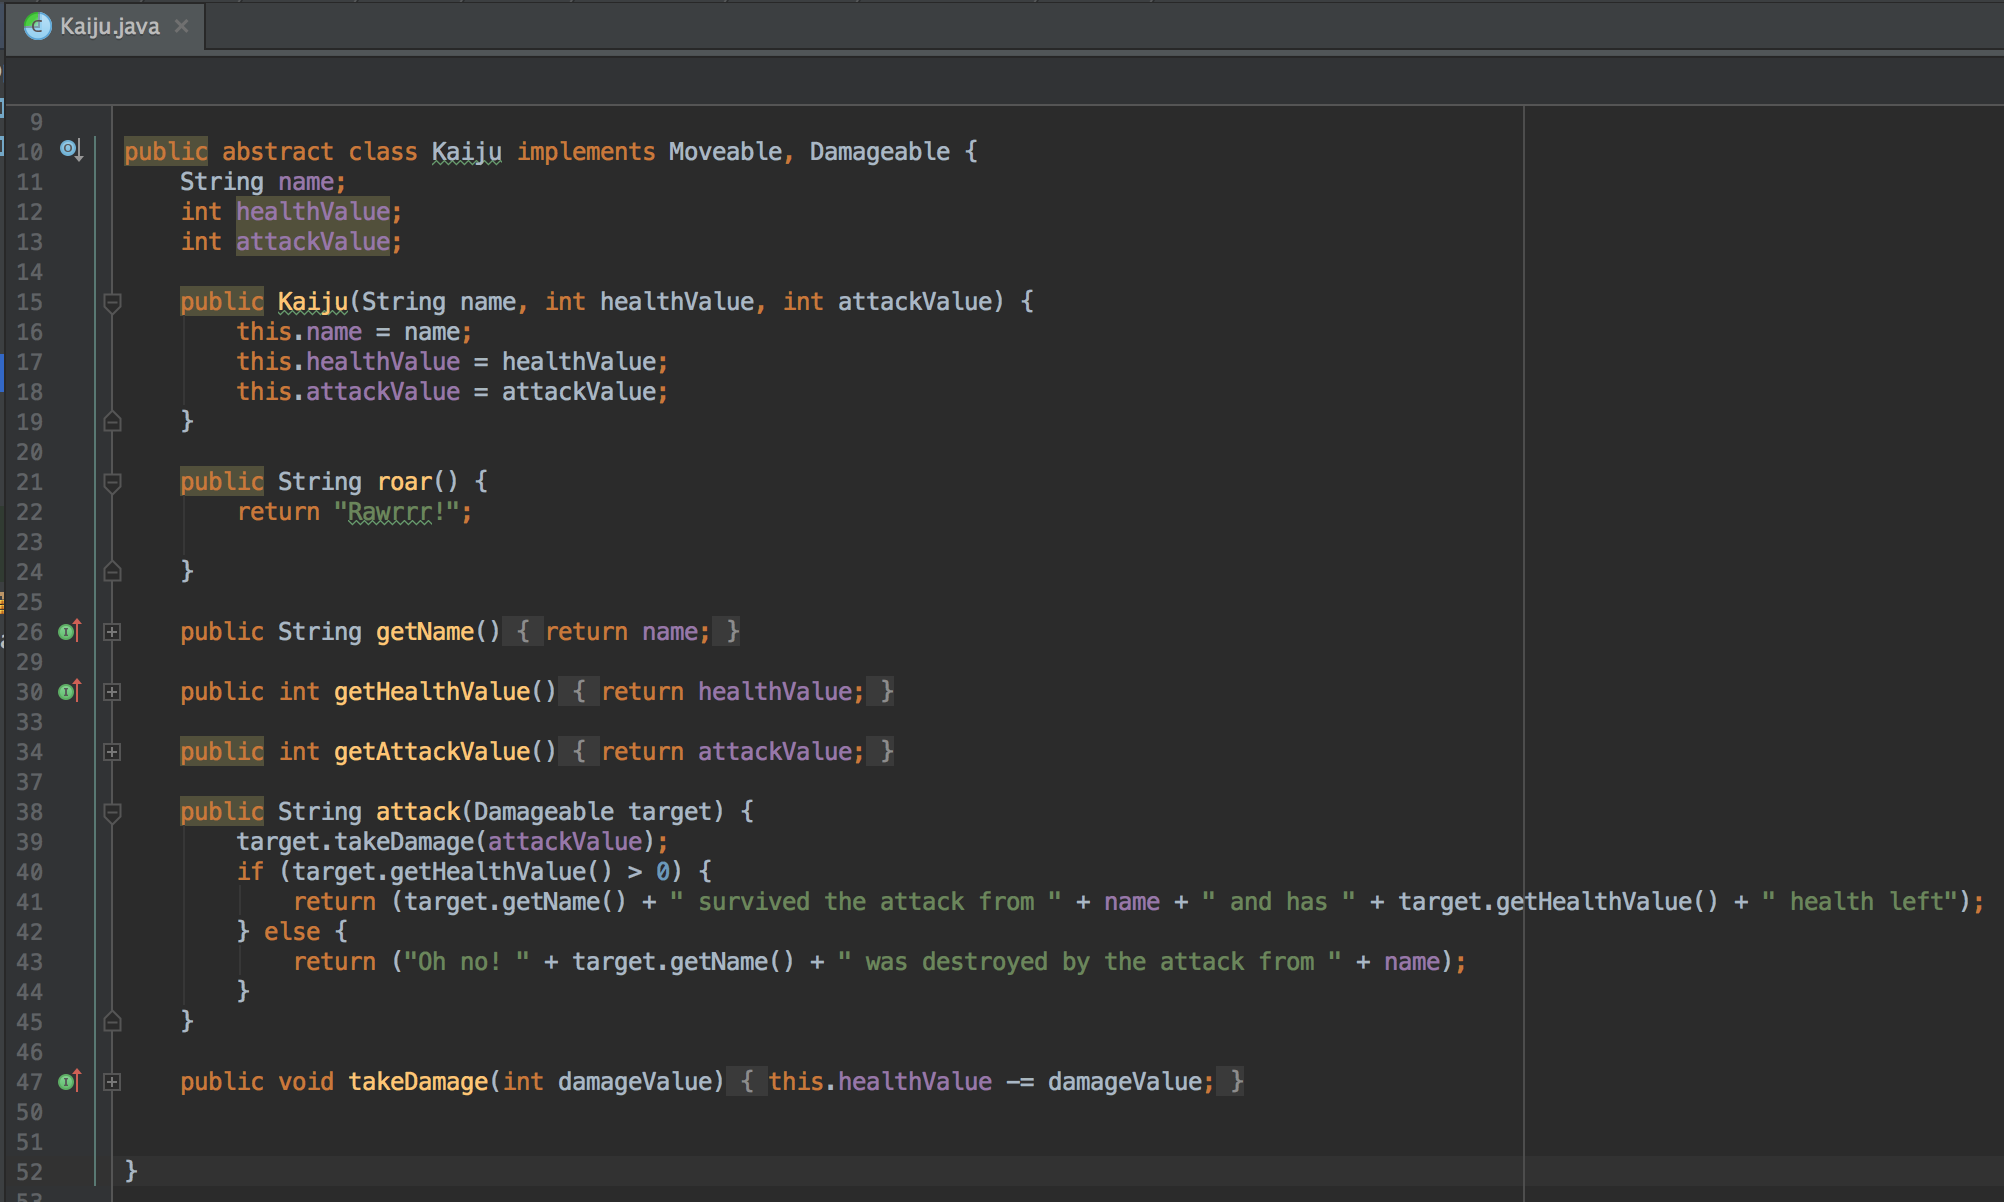 Kaiju.java
9
10 public abstract class Kaiju implements Moveable, Damageable {
11     String name;
12     int healthValue;
13     int attackValue;
14
15     public Kaiju(String name, int healthValue, int attackValue) {
16         this.name = name;
17         this.healthValue = healthValue;
18         this.attackValue = attackValue;
19     }
20
21     public String roar() {
22         return "Rawrrr!";
23
24     }
25
26     public String getName() { return name; }
29
30     public int getHealthValue() { return healthValue; }
33
34     public int getAttackValue() { return attackValue; }
37
38     public String attack(Damageable target) {
39         target.takeDamage(attackValue);
40         if (target.getHealthValue() > 0) {
41             return (target.getName() + " survived the attack from " + name + " and has " + target.getHealthValue() + " health left");
42         } else {
43             return ("Oh no! " + target.getName() + " was destroyed by the attack from " + name);
44         }
45     }
46
47     public void takeDamage(int damageValue) { this.healthValue -= damageValue; }
50
51
52 }
53